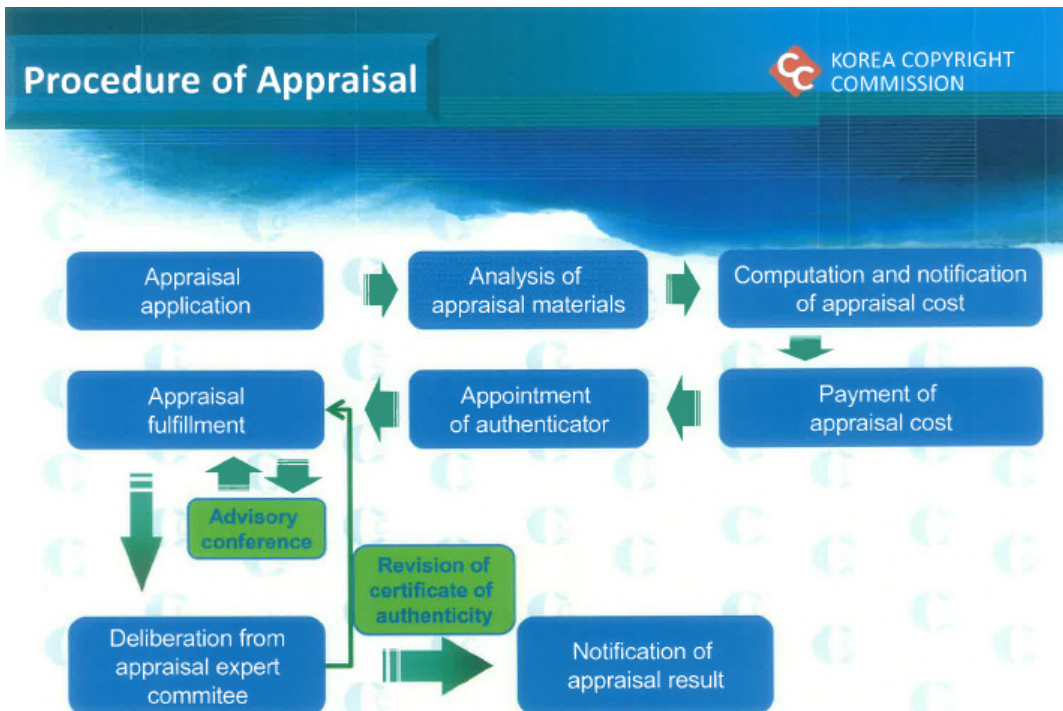 Procedure of Appraisal
CC
KOREA COPYRIGHT
COMMISSION
Appraisal
application
Analysis of
appraisal materials
Computation and notification
of appraisal cost
Appraisal
fulfillment
Appointment
of authenticator
Payment of
appraisal cost
Advisory
conference
Revision of
certificate of
authenticity
Deliberation from
appraisal expert
commitee
Notification of
appraisal result